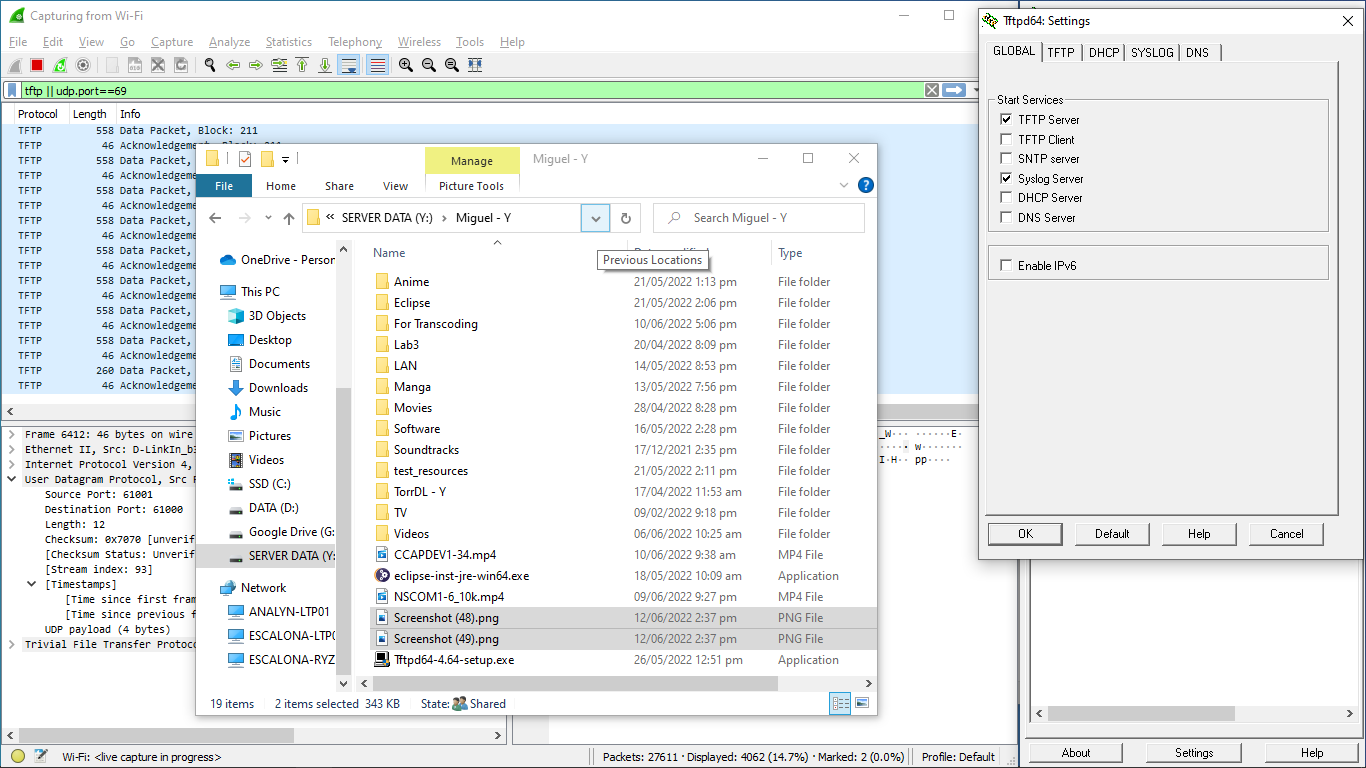 Capturing from Wi-Fi
File Edit View Go Capture Analyze Statistics Telephony Wireless Tools Help
tftp || udp.port==69
Protocol Length Info
TFTP 558 Data Packet, Block: 211
TFTP 46 Acknowledgement, Block: 211
TFTP 558 Data Packet,
TFTP 46 Acknowledgeme
TFTP 558 Data Packet,
TFTP 46 Acknowledgeme
TFTP 558 Data Packet,
TFTP 46 Acknowledgeme
TFTP 558 Data Packet,
TFTP 46 Acknowledgeme
TFTP 558 Data Packet,
TFTP 46 Acknowledgeme
TFTP 558 Data Packet,
TFTP 46 Acknowledgeme
TFTP 558 Data Packet,
TFTP 46 Acknowledgeme
TFTP 260 Data Packet,
TFTP 46 Acknowledgeme
Frame 6412: 46 bytes on wire
Ethernet II, Src: D-LinkIn_b3
Internet Protocol Version 4,
User Datagram Protocol, Src P
Source Port: 61001
Destination Port: 61000
Length: 12
Checksum: 0x7070 [unverif
[Checksum Status: Unverif
[Stream index: 93]
[Timestamps]
[Time since first fram
[Time since previous f
UDP payload (4 bytes)
Trivial File Transfer Protoco
_W··· ······E·
······· w·······
I·H·· pp····
Wi-Fi: <live capture in progress>
Packets: 27611 · Displayed: 4062 (14.7%) · Marked: 2 (0.0%)
Profile: Default
Manage
Miguel - Y
File Home Share View Picture Tools
SERVER DATA (Y:) Miguel - Y
Search Miguel - Y
Previous Locations
OneDrive - Person
This PC
3D Objects
Desktop
Documents
Downloads
Music
Pictures
Videos
SSD (C:)
DATA (D:)
Google Drive (G:
SERVER DATA (Y:
Network
ANALYN-LTP01
ESCALONA-LTP0
ESCALONA-RYZ
Name Date modified Type
Anime 21/05/2022 1:13 pm File folder
Eclipse 21/05/2022 2:06 pm File folder
For Transcoding 10/06/2022 5:06 pm File folder
Lab3 20/04/2022 8:09 pm File folder
LAN 14/05/2022 8:53 pm File folder
Manga 13/05/2022 7:56 pm File folder
Movies 28/04/2022 8:28 pm File folder
Software 16/05/2022 2:28 pm File folder
Soundtracks 17/12/2021 2:35 pm File folder
test_resources 21/05/2022 2:11 pm File folder
TorrDL - Y 17/04/2022 11:53 am File folder
TV 09/02/2022 9:18 pm File folder
Videos 06/06/2022 10:25 am File folder
CCAPDEV1-34.mp4 10/06/2022 9:38 am MP4 File
eclipse-inst-jre-win64.exe 18/05/2022 10:09 am Application
NSCOM1-6_10k.mp4 09/06/2022 9:27 pm MP4 File
Screenshot (48).png 12/06/2022 2:37 pm PNG File
Screenshot (49).png 12/06/2022 2:37 pm PNG File
Tftpd64-4.64-setup.exe 26/05/2022 12:51 pm Application
19 items 2 items selected 343 KB State: Shared
Tftpd64: Settings
GLOBAL TFTP DHCP SYSLOG DNS
Start Services
TFTP Server
TFTP Client
SNTP server
Syslog Server
DHCP Server
DNS Server
Enable IPv6
OK Default Help Cancel
About Settings Help